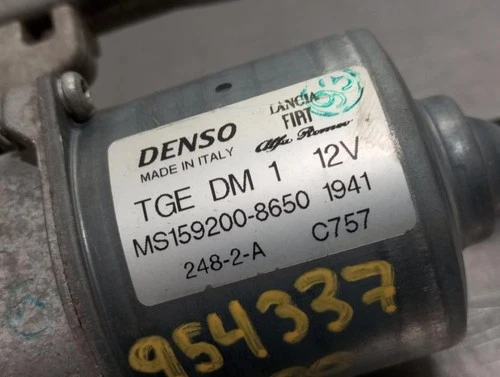 DENSO
MADE IN ITALY
LANCIA
FIAT
Alfa Romeo
TGE DM 1 12V
MS159200-8650 1941
248-2-A C757
954337